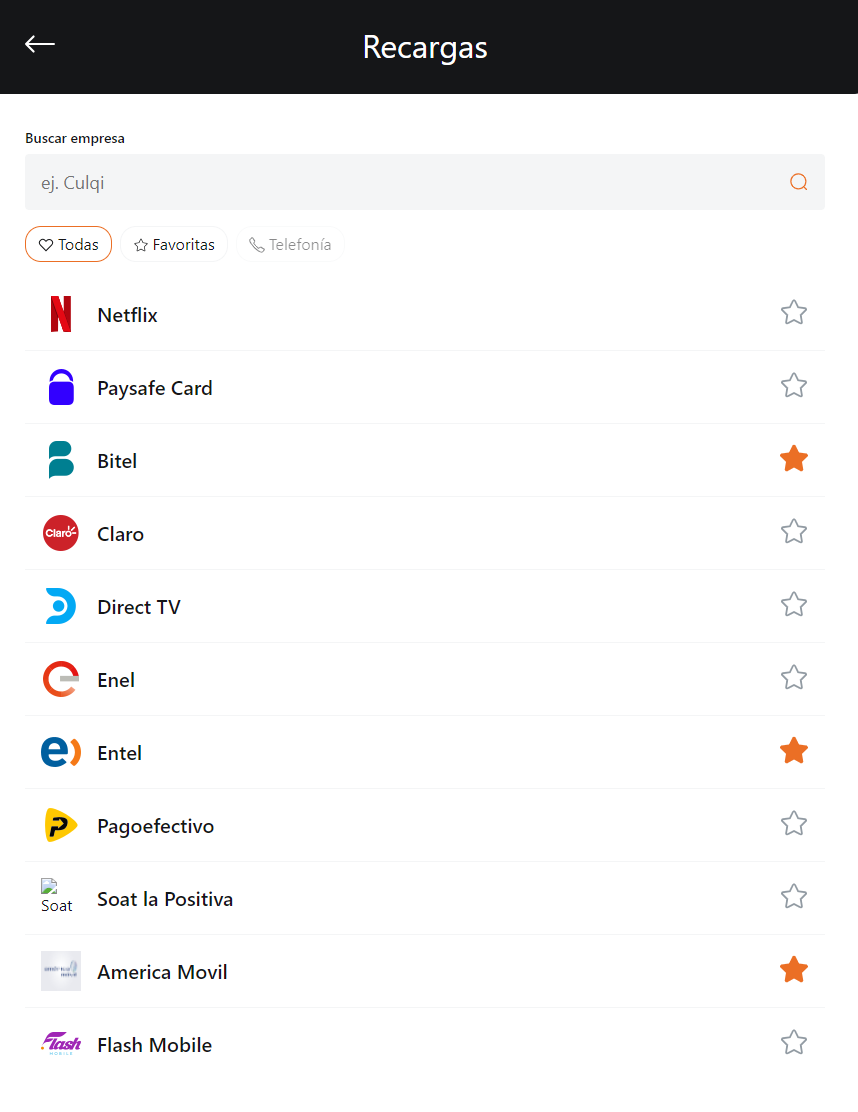 Recargas
Buscar empresa
ej. Culqi
Todas Favoritas Telefonía
Netflix
Paysafe Card
Bitel
Claro Claro
Direct TV
Enel
Entel
Pagoefectivo
Soat Soat la Positiva
America Movil
Flash Flash Mobile
MOBILE